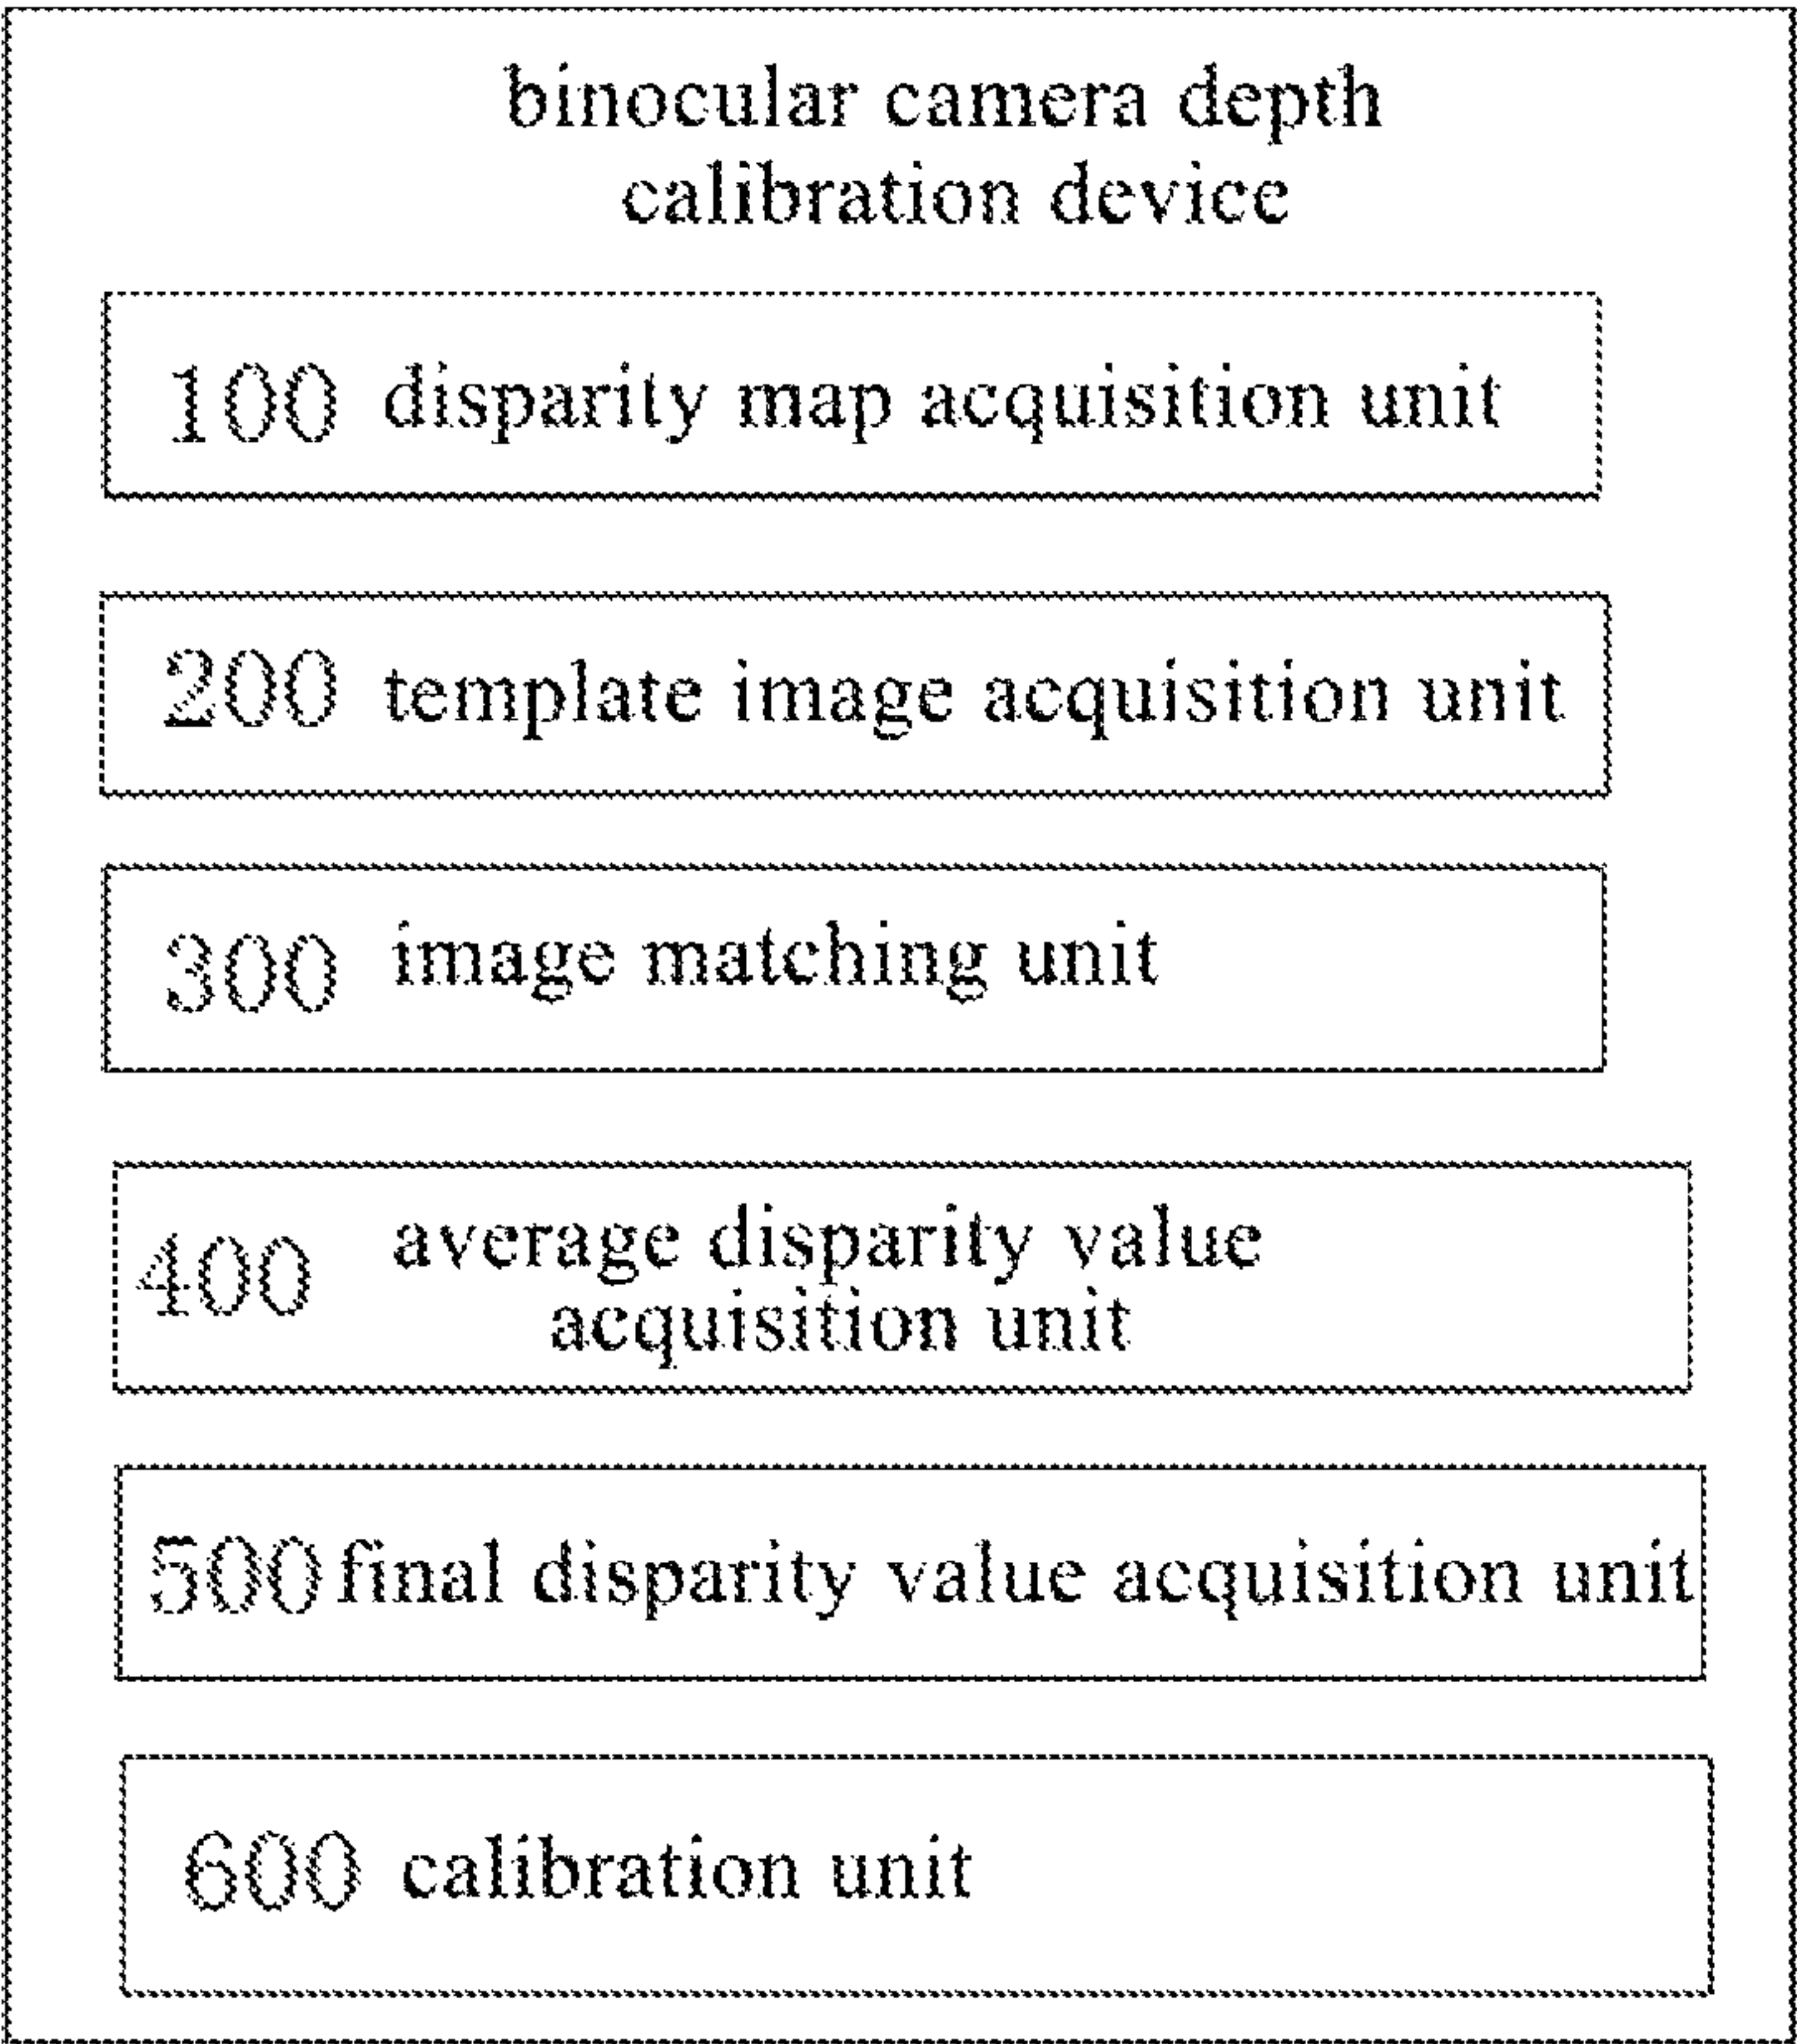 binocular camera depth
calibration device
100 disparity map acquisition unit
200 template image acquisition unit
300 image matching unit
400 average disparity value
acquisition unit
500 final disparity value acquisition unit
600 calibration unit